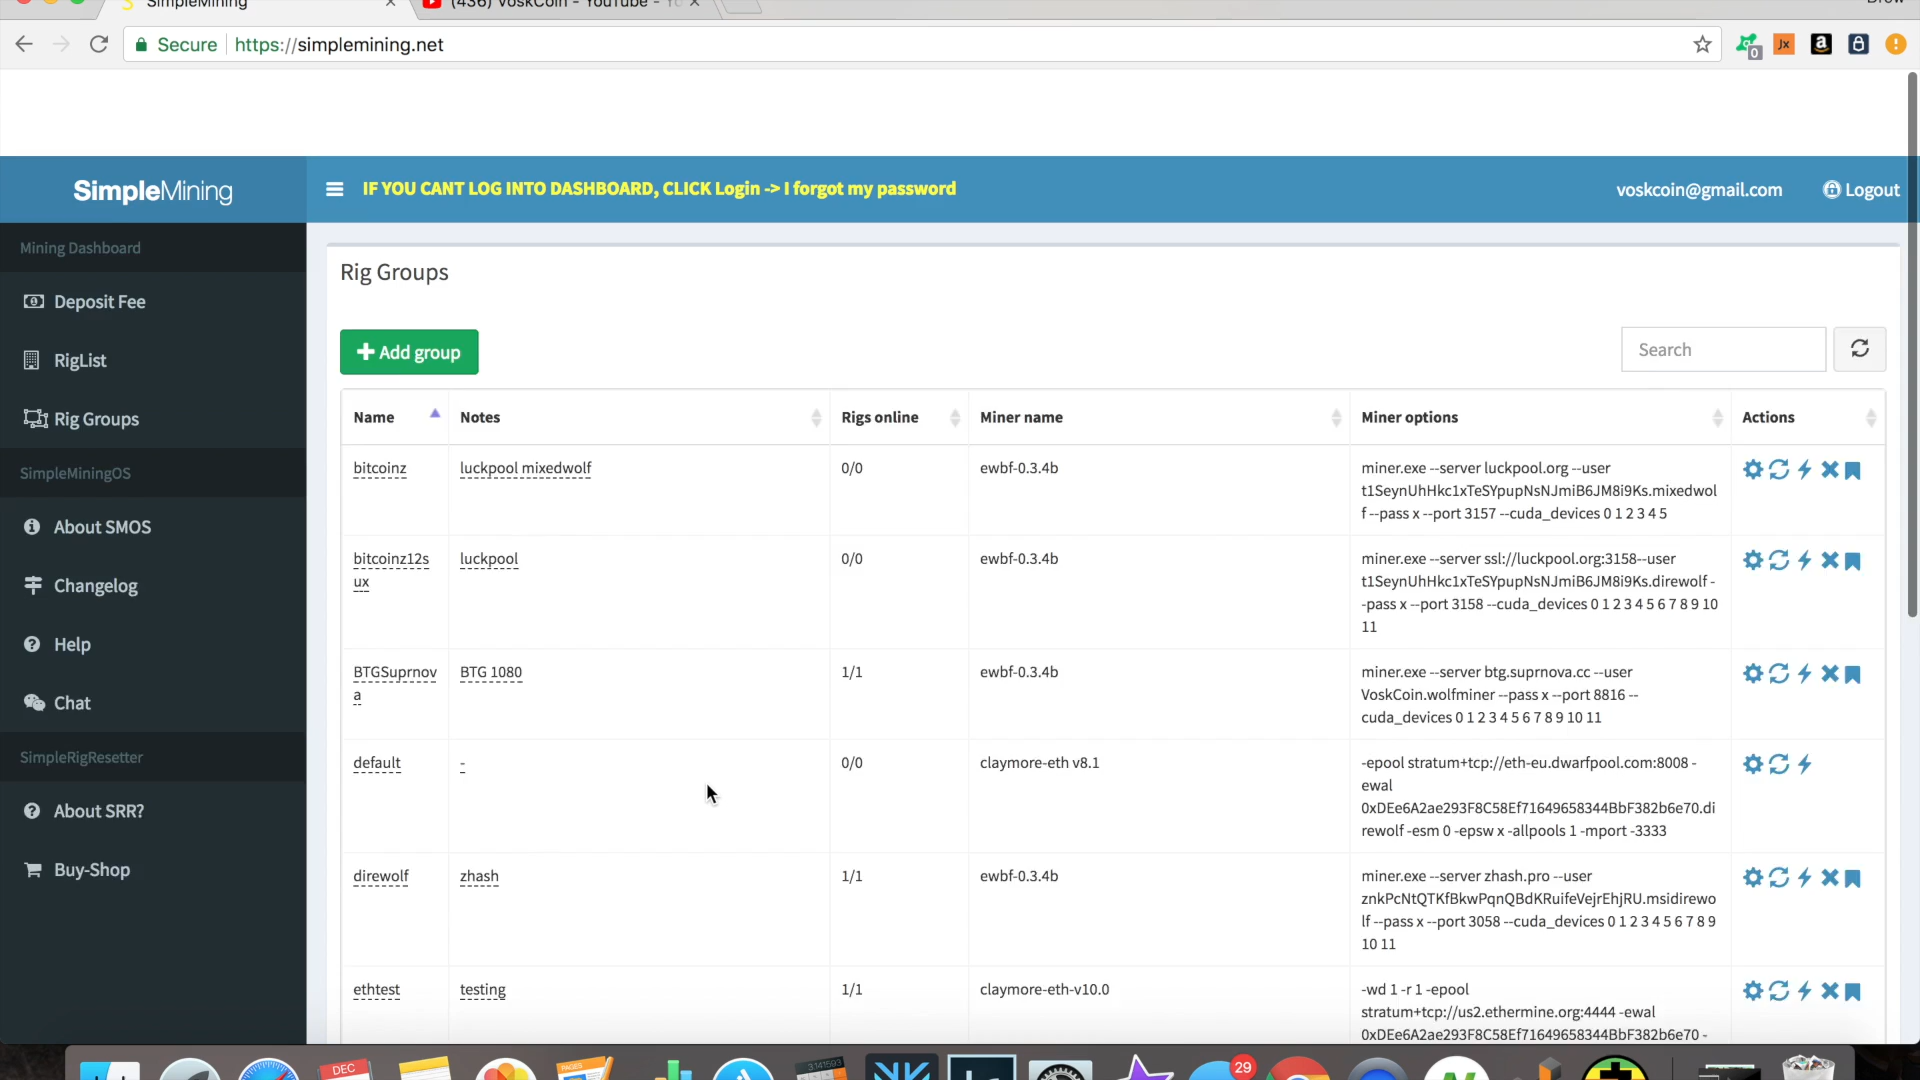 SimpleMining
(436) VoskCoin - YouTube -
Secure
https://simplemining.net
0
Jx
a
SimpleMining
IF YOU CANT LOG INTO DASHBOARD, CLICK Login -> I forgot my password
voskcoin@gmail.com
Logout
Mining Dashboard
Deposit Fee
RigList
Rig Groups
SimpleMiningOS
About SMOS
Changelog
Help
Chat
SimpleRigResetter
About SRR?
Buy-Shop
Rig Groups
Add group
Search
Name
Notes
Rigs online
Miner name
Miner options
Actions
bitcoinz
luckpool mixedwolf
0/0
ewbf-0.3.4b
miner.exe --server luckpool.org --user
t1SeynUhHkc1xTeSYpupNsNJmiB6JM8i9Ks.mixedwol
f --pass x --port 3157 --cuda_devices 0 1 2 3 4 5
bitcoinz12s
ux
luckpool
0/0
ewbf-0.3.4b
miner.exe --server ssl://luckpool.org:3158--user
t1SeynUhHkc1xTeSYpupNsNJmiB6JM8i9Ks.direwolf -
-pass x --port 3158 --cuda_devices 0 1 2 3 4 5 6 7 8 9 10
11
BTGSuprnov
a
BTG 1080
1/1
ewbf-0.3.4b
miner.exe --server btg.suprnova.cc --user
VoskCoin.wolfminer --pass x --port 8816 --
cuda_devices 0 1 2 3 4 5 6 7 8 9 10 11
default
-
0/0
claymore-eth v8.1
-epool stratum+tcp://eth-eu.dwarfpool.com:8008 -
ewal
0xDEe6A2ae293F8C58Ef71649658344BbF382b6e70.di
rewolf -esm 0 -epsw x -allpools 1 -mport -3333
direwolf
zhash
1/1
ewbf-0.3.4b
miner.exe --server zhash.pro --user
znkPcNtQTKfBkwPqnQBdKRuifeVejrEhjRU.msidirewo
lf --pass x --port 3058 --cuda_devices 0 1 2 3 4 5 6 7 8 9
10 11
ethtest
testing
1/1
claymore-eth-v10.0
-wd 1 -r 1 -epool
stratum+tcp://us2.ethermine.org:4444 -ewal
0xDEe6A2ae293F8C58Ef71649658344BbF382b6e70 -
DEC
PAGES
3.141593
29